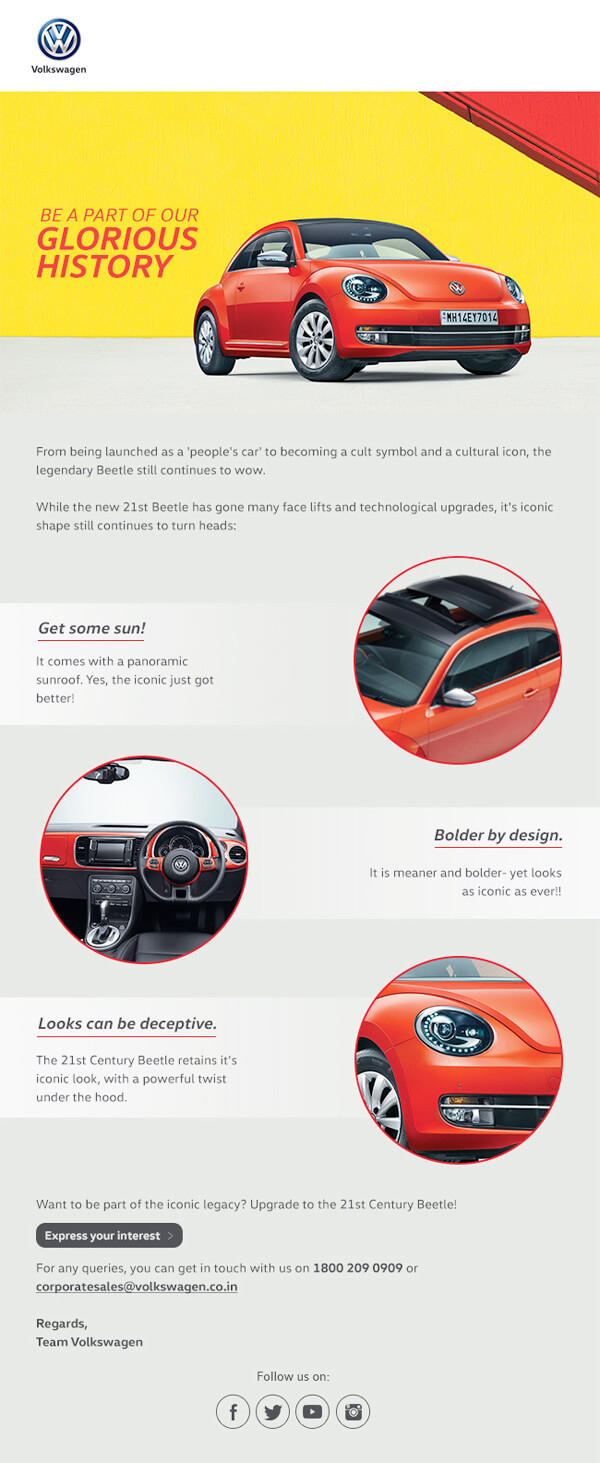 Volkswagen
BE A PART OF OUR
GLORIOUS
HISTORY
MH14EY7014
From being launched as a 'people's car' to becoming a cult symbol and a cultural icon, the
legendary Beetle still continues to wow.
While the new 21st Beetle has gone many face lifts and technological upgrades, it's iconic
shape still continues to turn heads:
Get some sun!
It comes with a panoramic
sunroof. Yes, the iconic just got
better!
Bolder by design.
It is meaner and bolder- yet looks
as iconic as ever!!
Looks can be deceptive.
The 21st Century Beetle retains it's
iconic look, with a powerful twist
under the hood.
Want to be part of the iconic legacy? Upgrade to the 21st Century Beetle!
Express your interest >
For any queries, you can get in touch with us on 1800 209 0909 or
corporatesales@volkswagen.co.in
Regards,
Team Volkswagen
Follow us on: